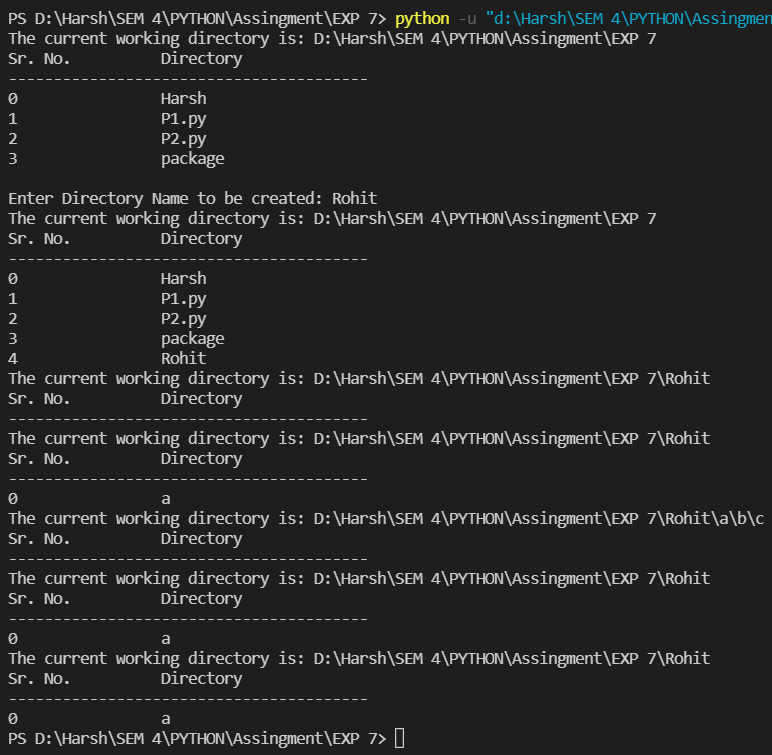 PS D:\Harsh\SEM 4\PYTHON\Assingment\EXP 7> python -u "d:\Harsh\SEM 4\PYTHON\Assingmen
The current working directory is: D:\Harsh\SEM 4\PYTHON\Assingment\EXP 7
Sr. No.          Directory
----------------------------------------
0                Harsh
1                P1.py
2                P2.py
3                package
Enter Directory Name to be created: Rohit
The current working directory is: D:\Harsh\SEM 4\PYTHON\Assingment\EXP 7
Sr. No.          Directory
----------------------------------------
0                Harsh
1                P1.py
2                P2.py
3                package
4                Rohit
The current working directory is: D:\Harsh\SEM 4\PYTHON\Assingment\EXP 7\Rohit
Sr. No.          Directory
----------------------------------------
The current working directory is: D:\Harsh\SEM 4\PYTHON\Assingment\EXP 7\Rohit
Sr. No.          Directory
----------------------------------------
0                a
The current working directory is: D:\Harsh\SEM 4\PYTHON\Assingment\EXP 7\Rohit\a\b\c
Sr. No.          Directory
----------------------------------------
The current working directory is: D:\Harsh\SEM 4\PYTHON\Assingment\EXP 7\Rohit
Sr. No.          Directory
----------------------------------------
0                a
The current working directory is: D:\Harsh\SEM 4\PYTHON\Assingment\EXP 7\Rohit
Sr. No.          Directory
----------------------------------------
0                a
PS D:\Harsh\SEM 4\PYTHON\Assingment\EXP 7>